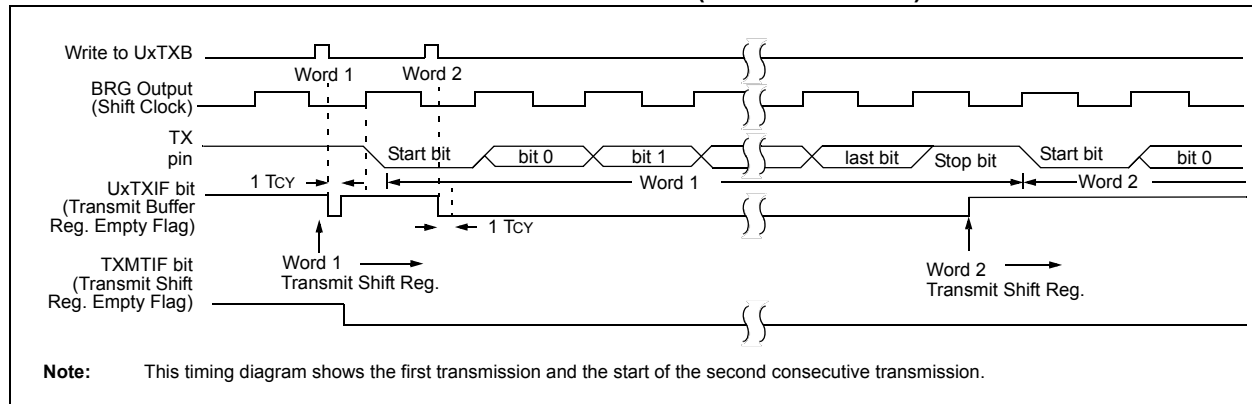 Write to UxTXB
Word 1
Word 2
BRG Output
(Shift Clock)
TX
pin
Start bit
bit 0
bit 1
last bit
Stop bit
Start bit
bit 0
1 TCY
Word 1
Word 2
UxTXIF bit
(Transmit Buffer
Reg. Empty Flag)
1 TCY
Word 1
Transmit Shift Reg.
Word 2
Transmit Shift Reg.
TXMTIF bit
(Transmit Shift
Reg. Empty Flag)
Note: This timing diagram shows the first transmission and the start of the second consecutive transmission.